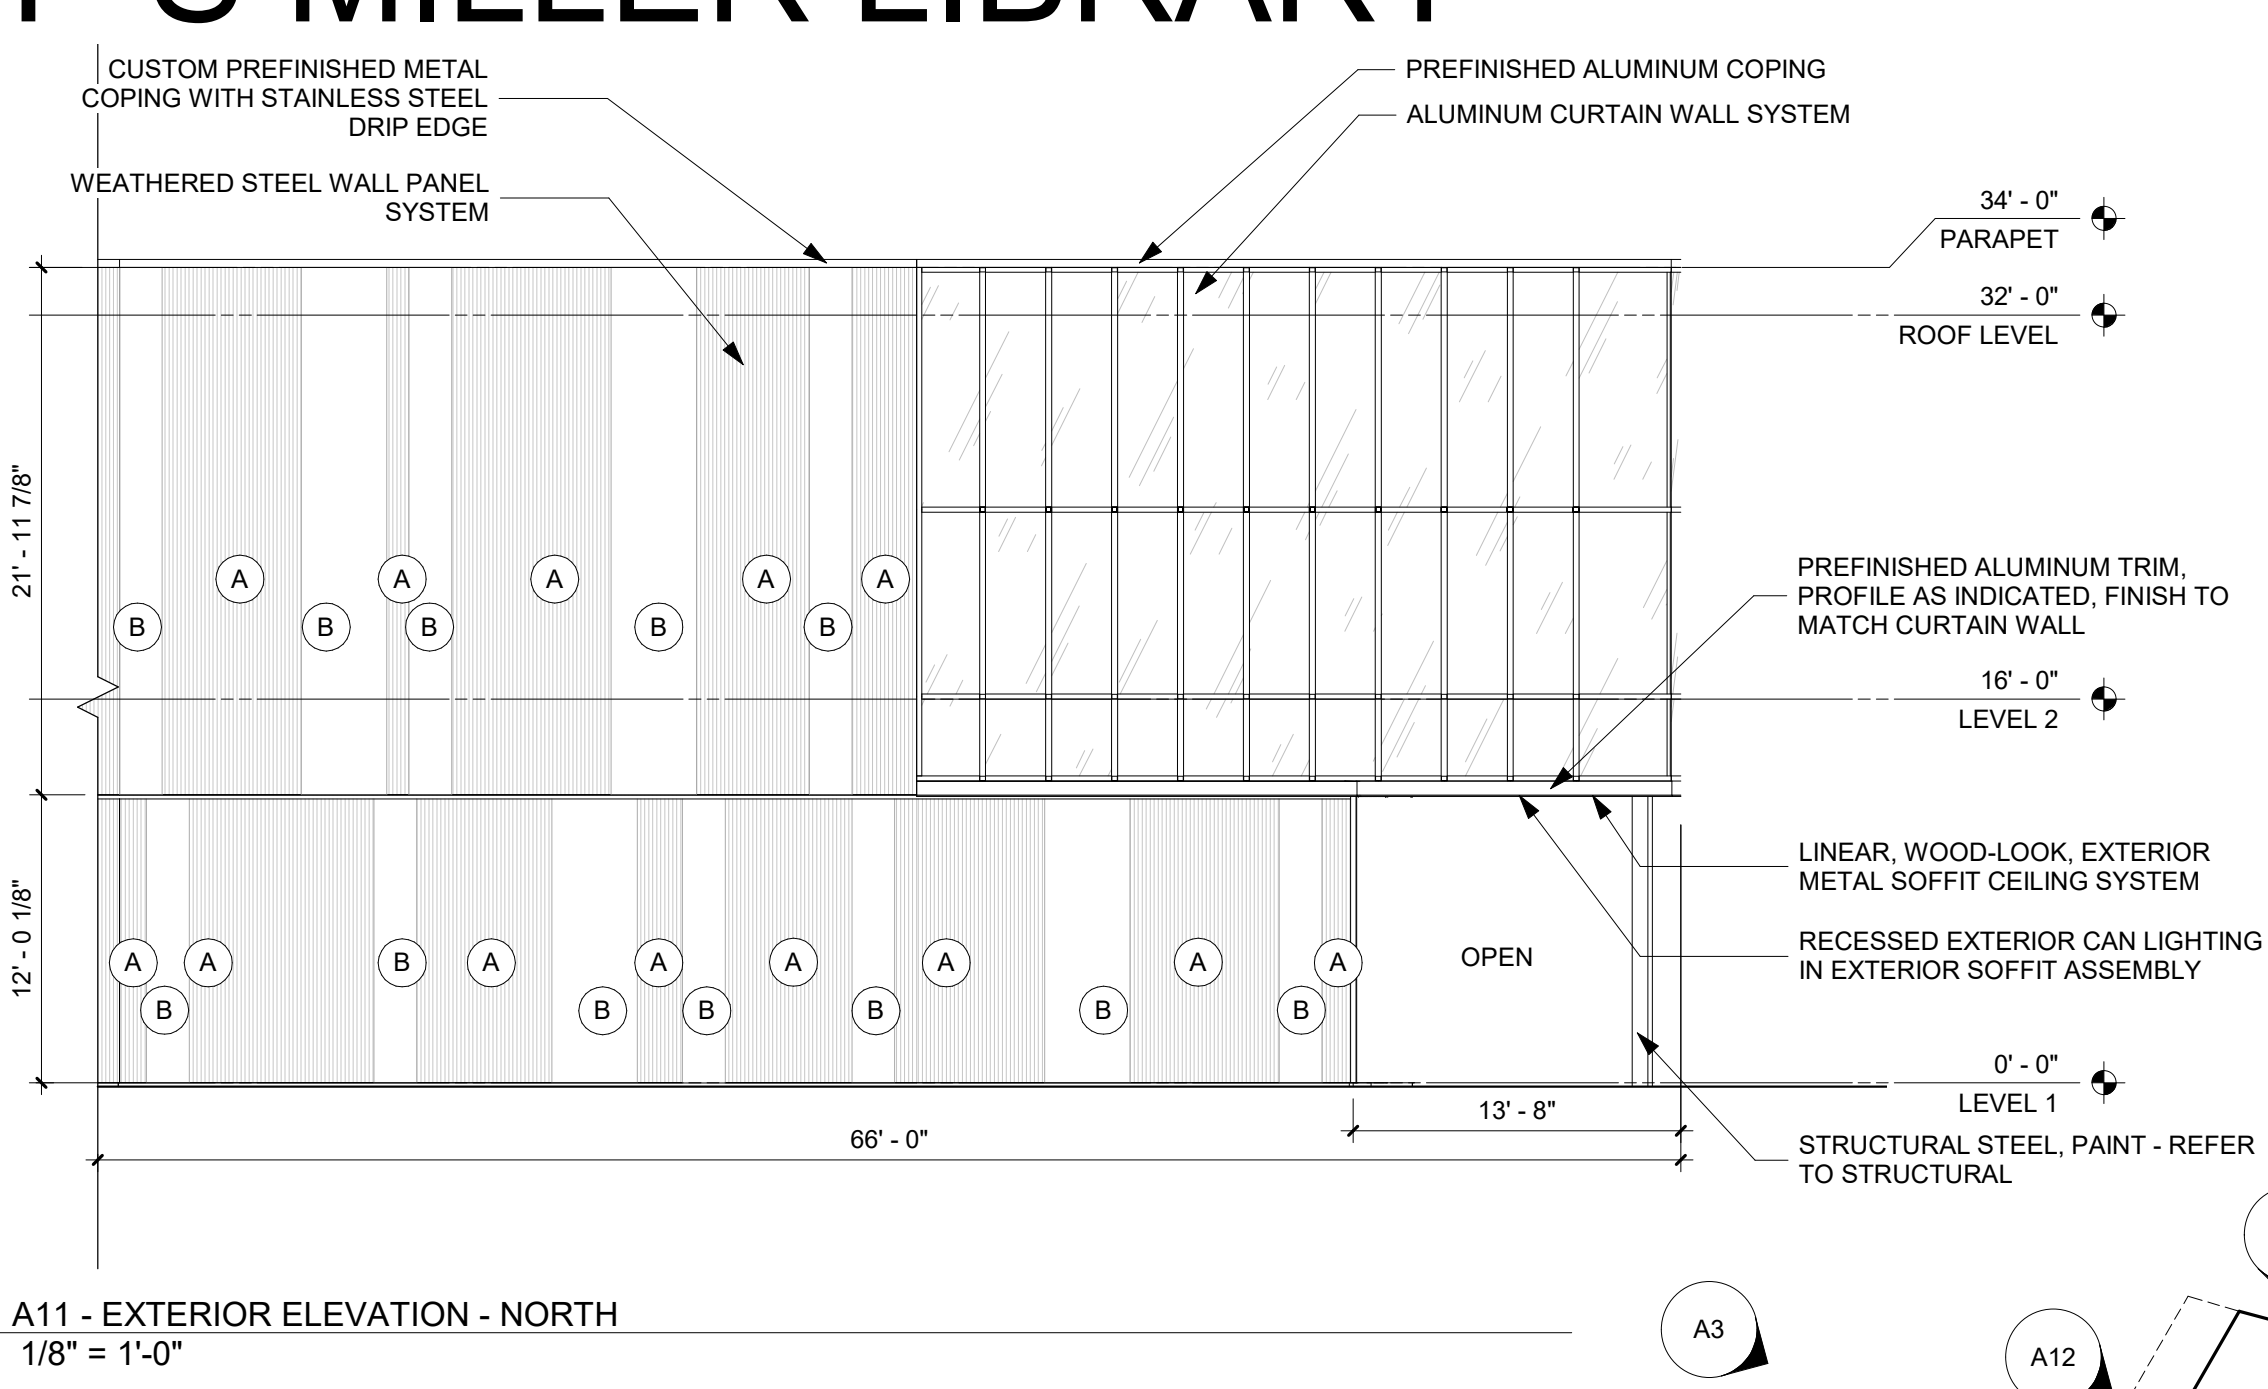 MILLER LIBRARY
CUSTOM PREFINISHED METAL
COPING WITH STAINLESS STEEL
DRIP EDGE
WEATHERED STEEL WALL PANEL
SYSTEM
PREFINISHED ALUMINUM COPING
ALUMINUM CURTAIN WALL SYSTEM
34' - 0"
PARAPET
32' - 0"
ROOF LEVEL
21' - 11 7/8"
A
A
A
A
A
B
B
B
B
B
PREFINISHED ALUMINUM TRIM,
PROFILE AS INDICATED, FINISH TO
MATCH CURTAIN WALL
16' - 0"
LEVEL 2
LINEAR, WOOD-LOOK, EXTERIOR
METAL SOFFIT CEILING SYSTEM
RECESSED EXTERIOR CAN LIGHTING
IN EXTERIOR SOFFIT ASSEMBLY
12' - 0 1/8"
A
A
B
A
A
A
A
A
A
B
B
B
B
B
B
OPEN
0' - 0"
LEVEL 1
13' - 8"
66' - 0"
STRUCTURAL STEEL, PAINT - REFER
TO STRUCTURAL
A11 - EXTERIOR ELEVATION - NORTH
1/8" = 1'-0"
A3
A12